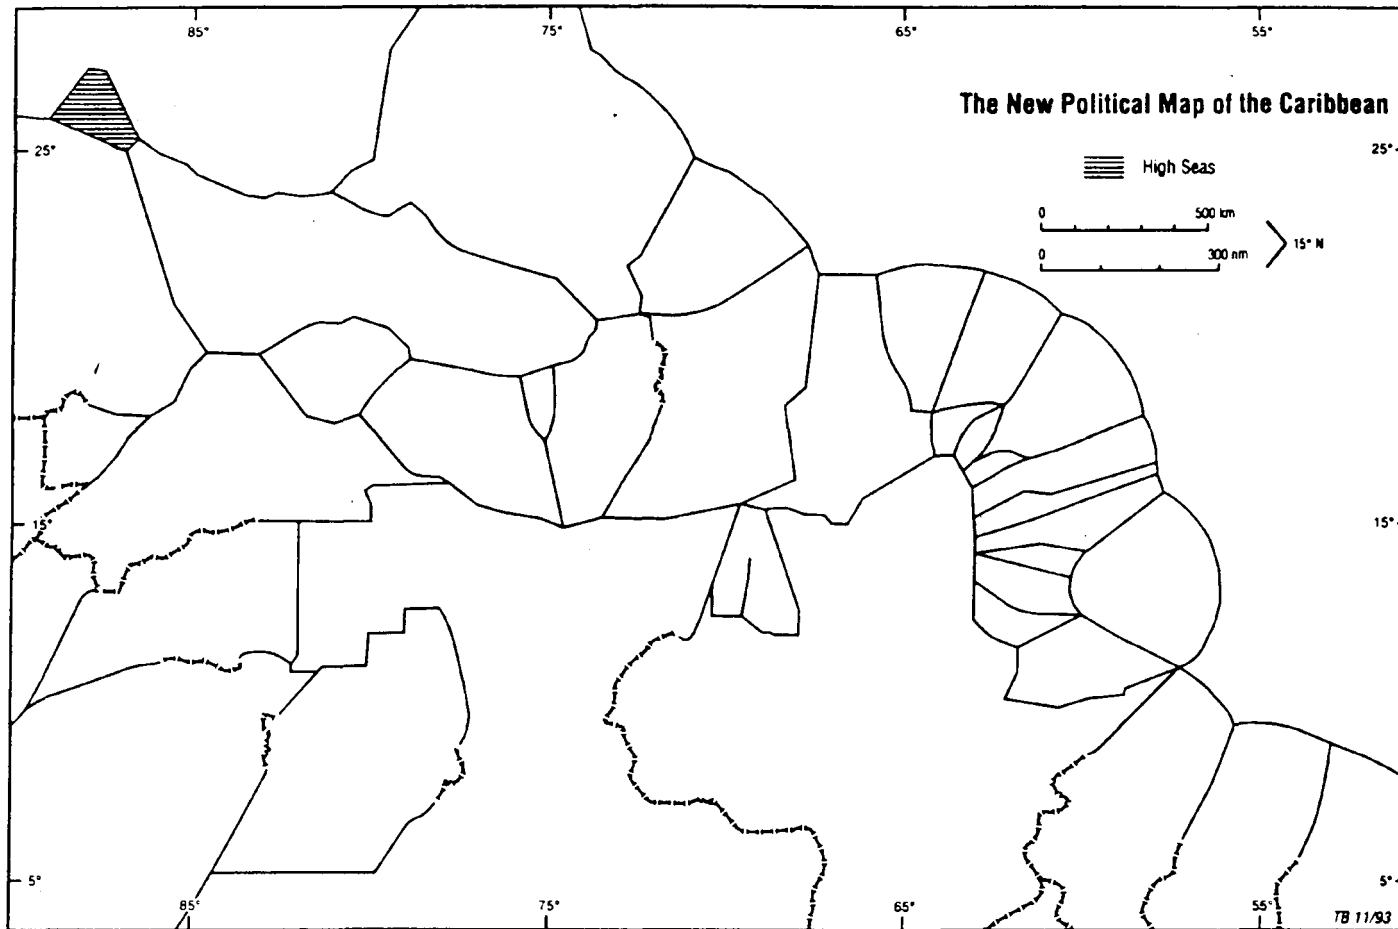 85° 75° 65° 55°
The New Political Map of the Caribbean
25° 25°
High Seas
0 500 km
15° N
0 300 nm
15° 15°
5° 5°
85° 75° 65° 55°
TB 11/93